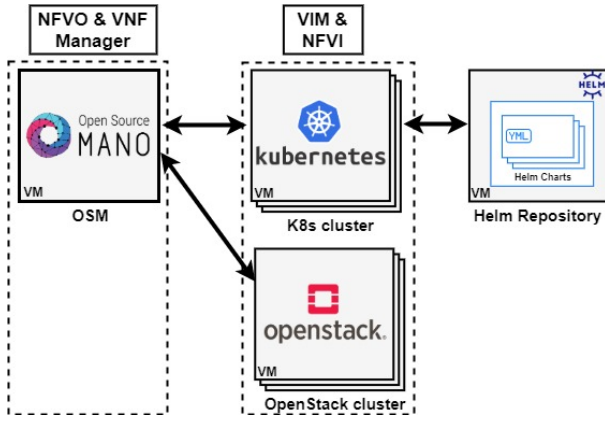 NFVO & VNF
Manager
VIM &
NFVI
Open Source
MANO
VM
OSM
kubernetes
VM
K8s cluster
HELM
YML
Helm Charts
VM
Helm Repository
openstack.
VM
OpenStack cluster